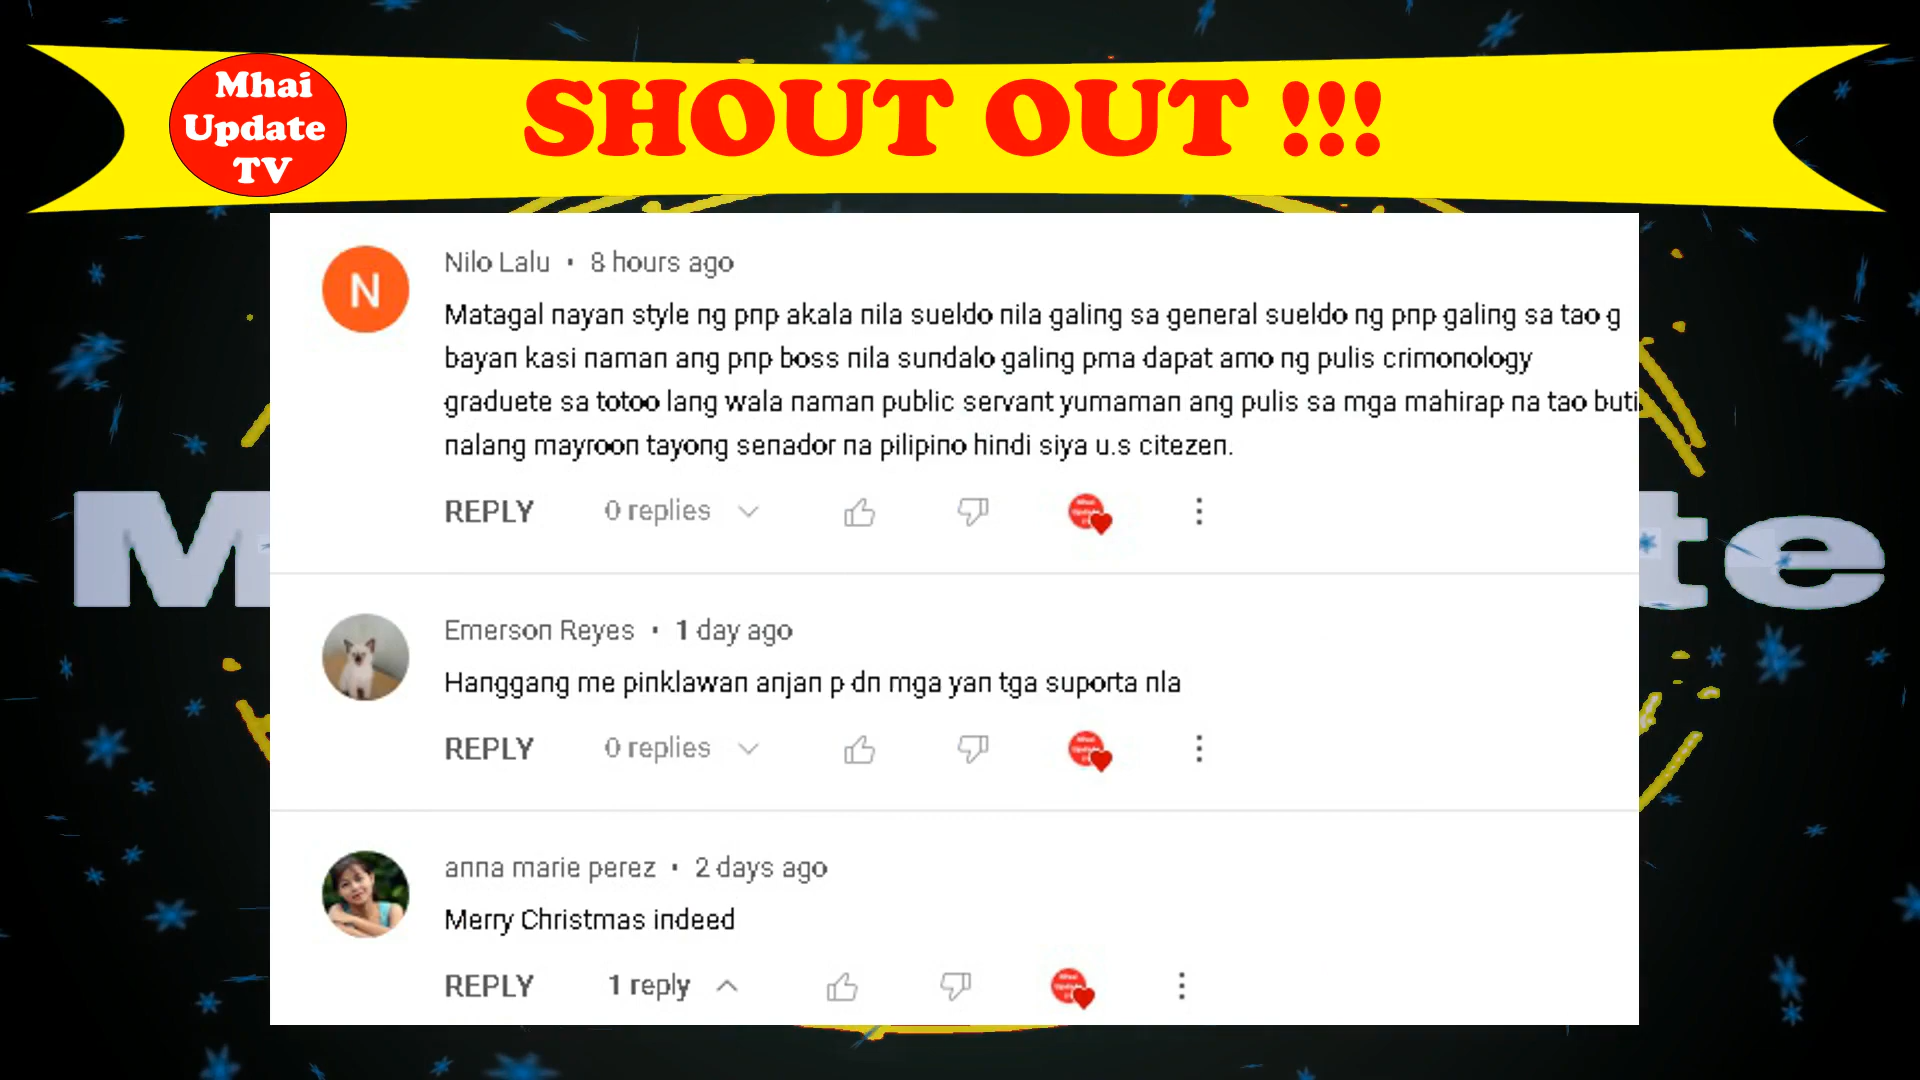 Mhai
Update
TV
SHOUT OUT !!!
N
Nilo Lalu • 8 hours ago
Matagal nayan style ng pnp akala nila sueldo nila galing sa general sueldo ng pnp galing sa tao g
bayan kasi naman ang pnp boss nila sundalo galing pma dapat amo ng pulis crimonology
graduete sa totoo lang wala naman public servant yumaman ang pulis sa mga mahirap na tao buti
nalang mayroon tayong senador na pilipino hindi siya u.s citezen.
REPLY 0 replies
Emerson Reyes • 1 day ago
Hanggang me pinklawan anjan p dn mga yan tga suporta nla
REPLY 0 replies
anna marie perez • 2 days ago
Merry Christmas indeed
REPLY 1 reply